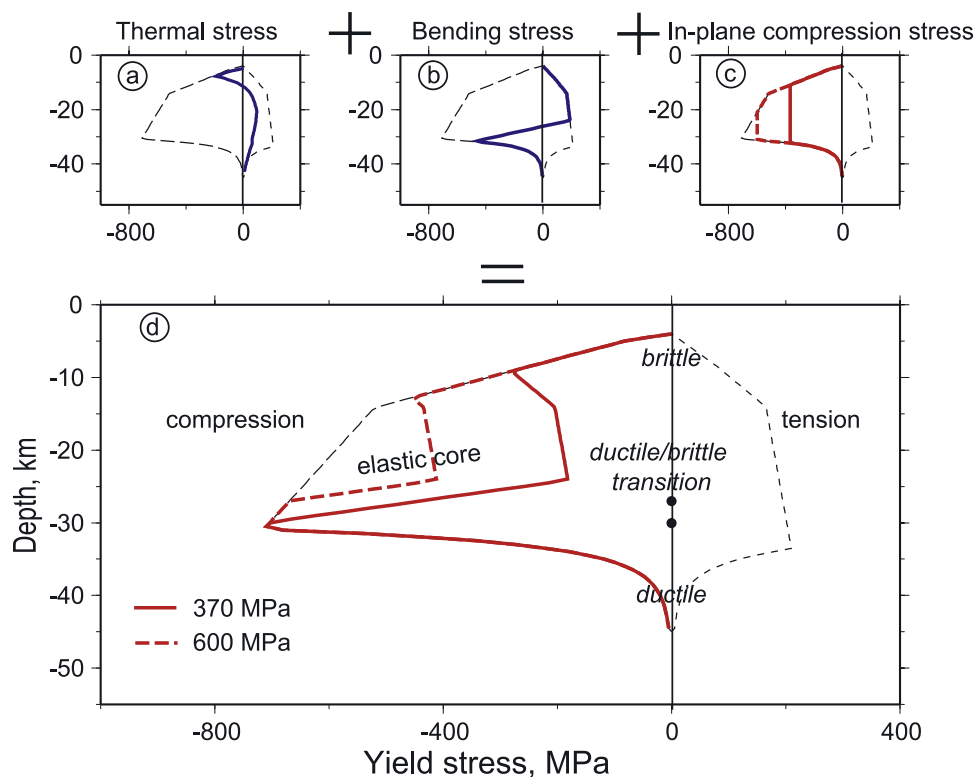 Thermal stress + Bending stress + In-plane compression stress
a
0
-20
-40
-800
0
b
0
-20
-40
-800
0
c
0
-20
-40
-800
0
=
d
0
-10
-20
-30
-40
-50
Depth, km
brittle
compression
tension
elastic core
ductile/brittle
transition
ductile
370 MPa
600 MPa
-800
-400
0
400
Yield stress, MPa